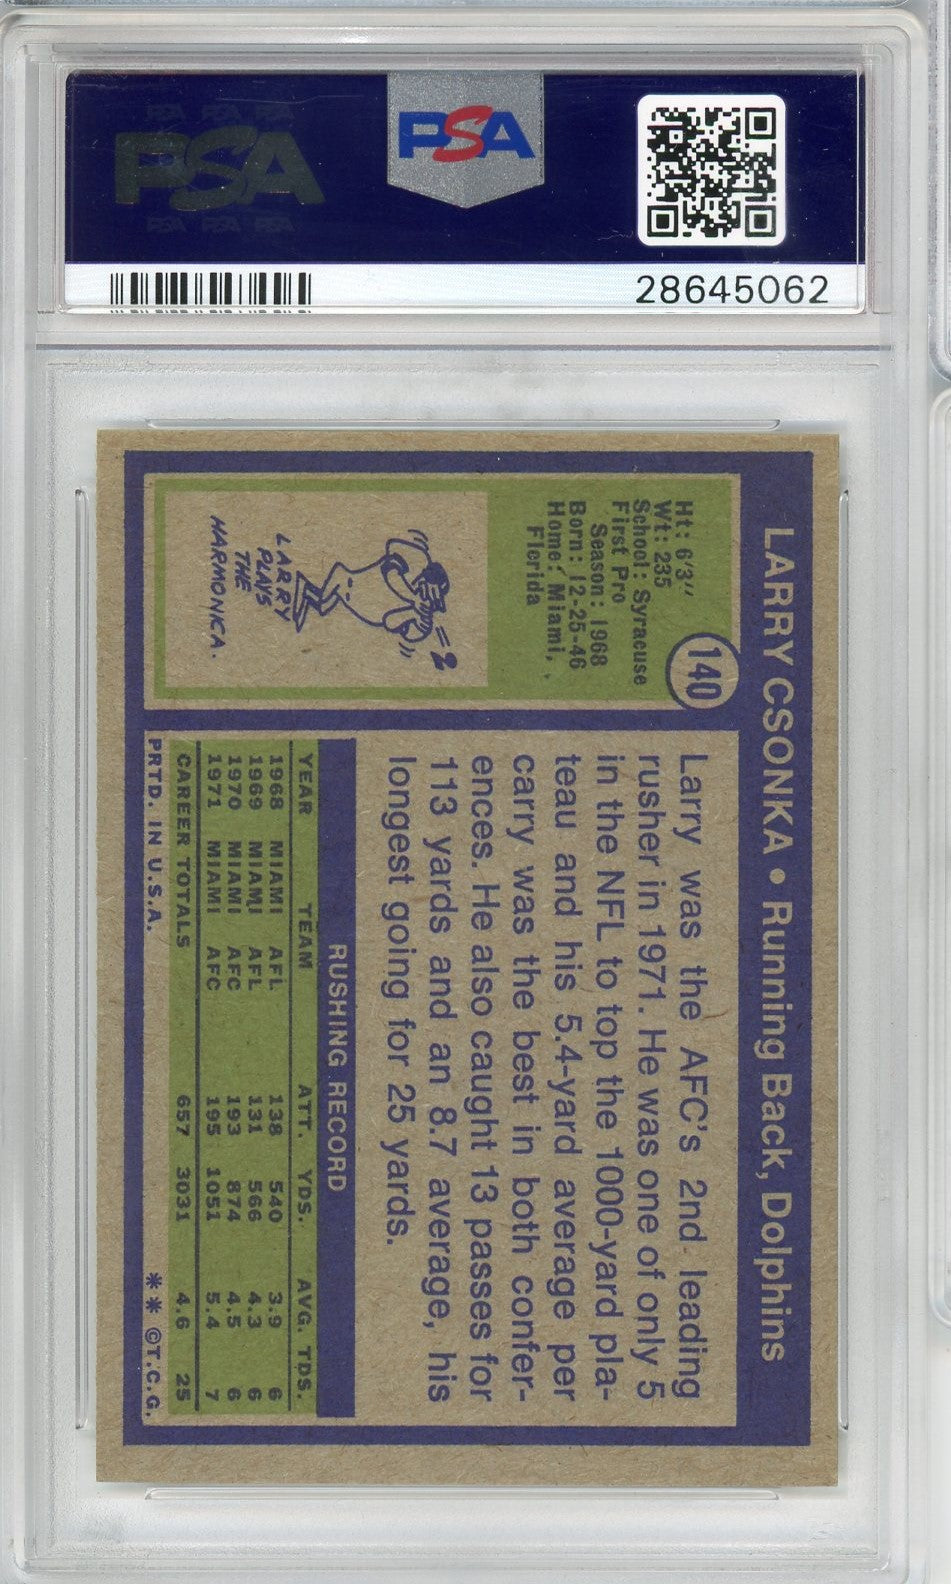 PSA
PSA PSA PSA
PSA
PSA PSA PSA
28645062
LARRY CSONKA • Running Back, Dolphins
140
Ht: 6'3"
Wt: 235
School: Syracuse
First Pro
Season: 1968
Born: 12-25-46
Home: Miami,
Florida
LARRY
PLAYS
THE
HARMONICA.
Larry was the AFC's 2nd leading
rusher in 1971. He was one of only 5
in the NFL to top the 1000-yard pla-
teau and his 5.4-yard average per
carry was the best in both confer-
ences. He also caught 13 passes for
113 yards and an 8.7 average, his
longest going for 25 yards.
RUSHING RECORD
YEAR TEAM ATT. YDS. AVG. TDS.
1968 MIAMI AFL 138 540 3.9 6
1969 MIAMI AFL 131 566 4.3 6
1970 MIAMI AFC 193 874 4.5 6
1971 MIAMI AFC 195 1051 5.4 7
CAREER TOTALS 657 3031 4.6 25
PRTD. IN U.S.A. ** ©T.C.G.